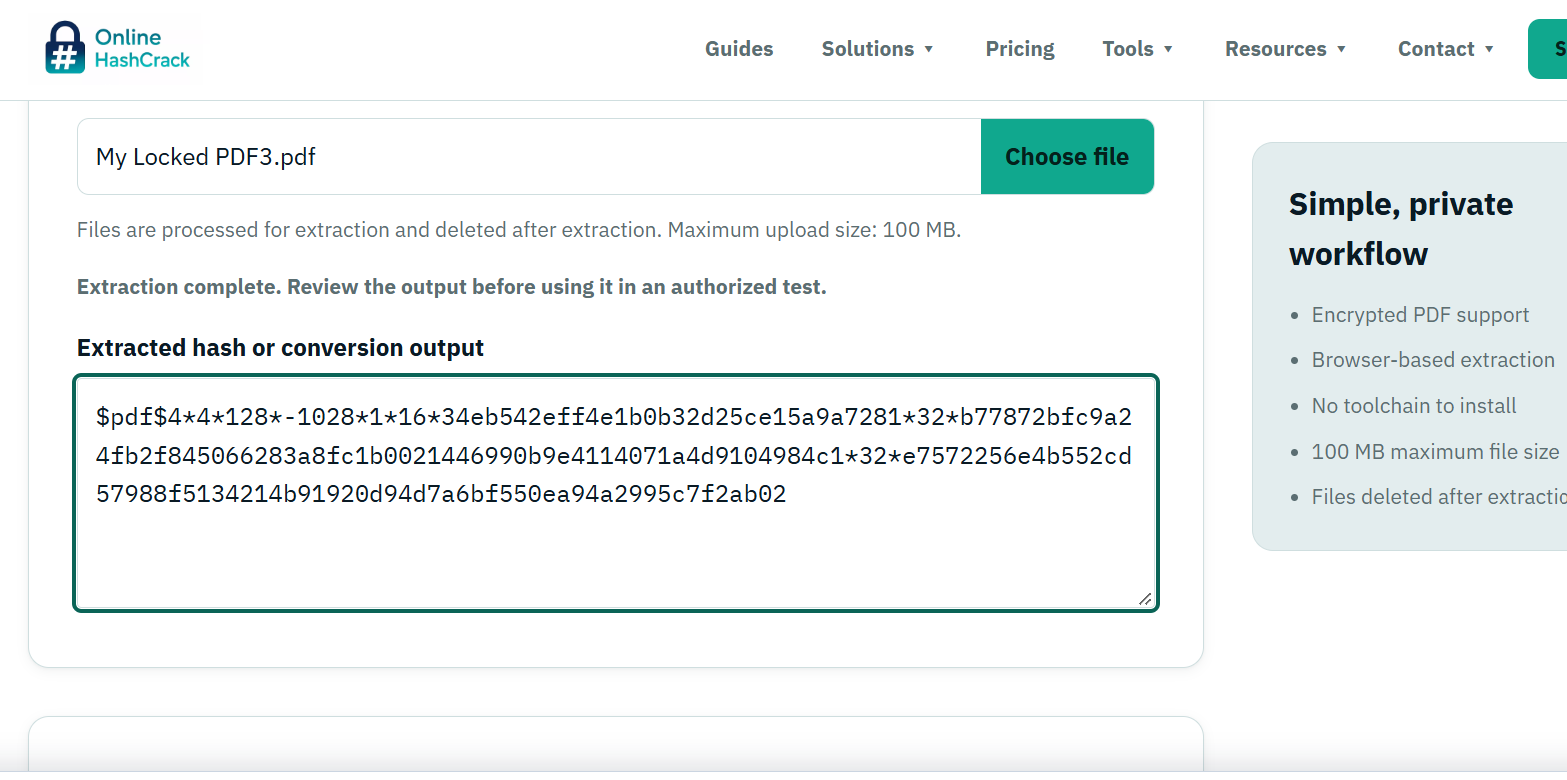 Online
HashCrack
Guides Solutions ▼ Pricing Tools ▼ Resources ▼ Contact ▼ S
My Locked PDF3.pdf Choose file
Files are processed for extraction and deleted after extraction. Maximum upload size: 100 MB.
Extraction complete. Review the output before using it in an authorized test.
Extracted hash or conversion output
$pdf$4*4*128*-1028*1*16*34eb542eff4e1b0b32d25ce15a9a7281*32*b77872bfc9a2
4fb2f845066283a8fc1b0021446990b9e4114071a4d9104984c1*32*e7572256e4b552cd
57988f5134214b91920d94d7a6bf550ea94a2995c7f2ab02
Simple, private
workflow
• Encrypted PDF support
• Browser-based extraction
• No toolchain to install
• 100 MB maximum file size
• Files deleted after extractio